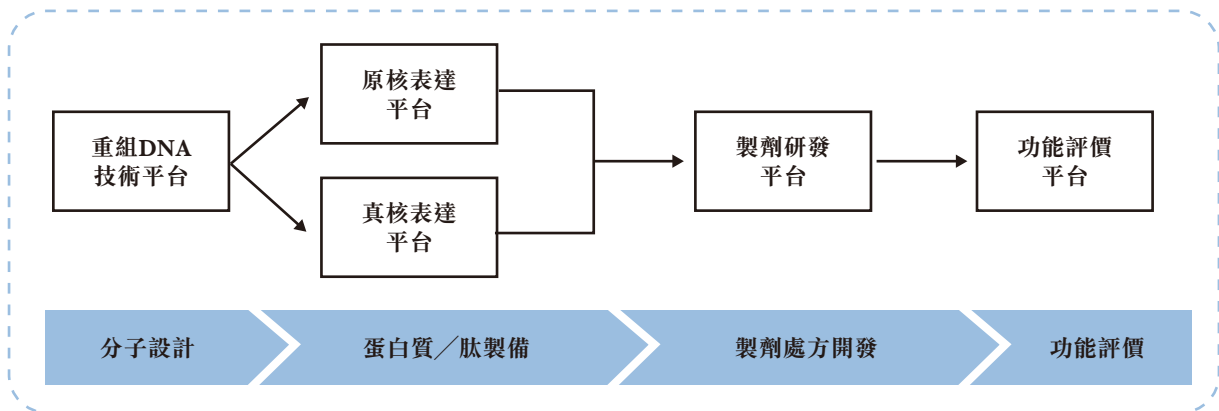 重組DNA
技術平台
原核表達
平台
真核表達
平台
製劑研發
平台
功能評價
平台
分子設計
蛋白質／肽製備
製劑處方開發
功能評價